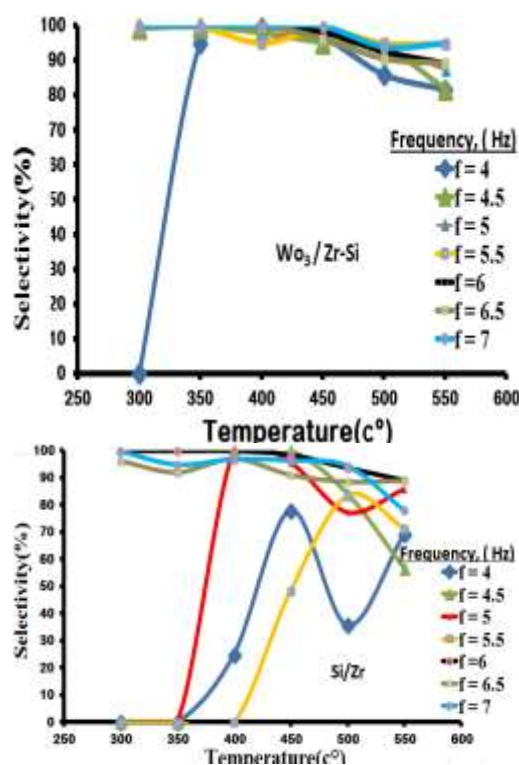 100
90
80
70
60
50
40
30
20
10
0
Selectivity(%)
250 300 350 400 450 500 550 600
Temperature(c°)
Wo₃/Zr-Si
Frequency, ( Hz)
f = 4
f = 4.5
f = 5
f = 5.5
f =6
f = 6.5
f = 7
100
90
80
70
60
50
40
30
20
10
0
Selectivity(%)
250 300 350 400 450 500 550 600
Temperature(c°)
Si/Zr
Frequency, ( Hz)
f = 4
f = 4.5
f = 5
f = 5.5
f =6
f = 6.5
f = 7